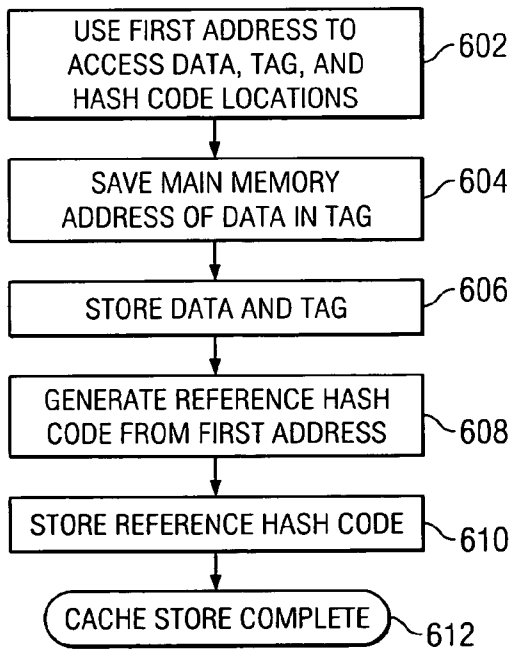 USE FIRST ADDRESS TO
ACCESS DATA, TAG, AND
HASH CODE LOCATIONS
602
SAVE MAIN MEMORY
ADDRESS OF DATA IN TAG
604
STORE DATA AND TAG
606
GENERATE REFERENCE HASH
CODE FROM FIRST ADDRESS
608
STORE REFERENCE HASH CODE
610
CACHE STORE COMPLETE
612